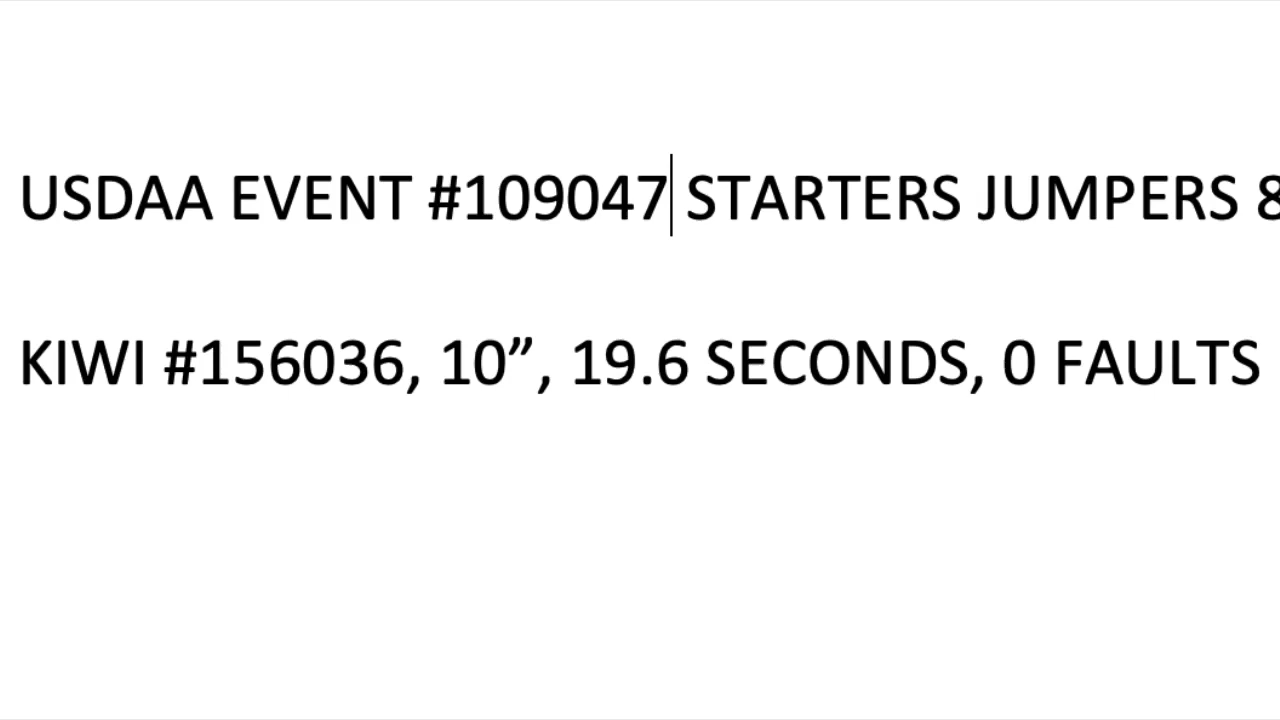 USDAA EVENT #109047 STARTERS JUMPERS
KIWI #156036, 10”, 19.6 SECONDS, 0 FAULTS